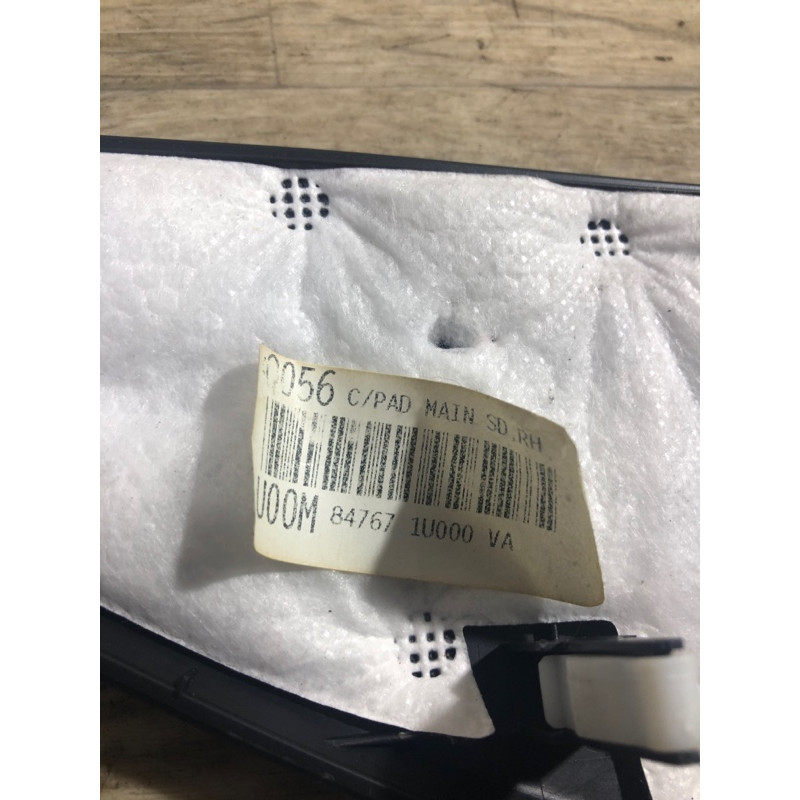 0056 C/PAD MAIN SD.RH
U00M 84767 1U000 VA